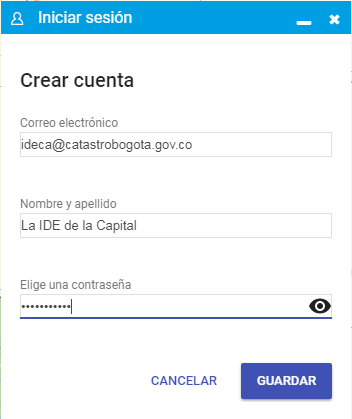 Iniciar sesión
Crear cuenta
Correo electrónico
ideca@catastrobogota.gov.co
Nombre y apellido
La IDE de la Capital
Elige una contraseña
•••••••••••
CANCELAR GUARDAR